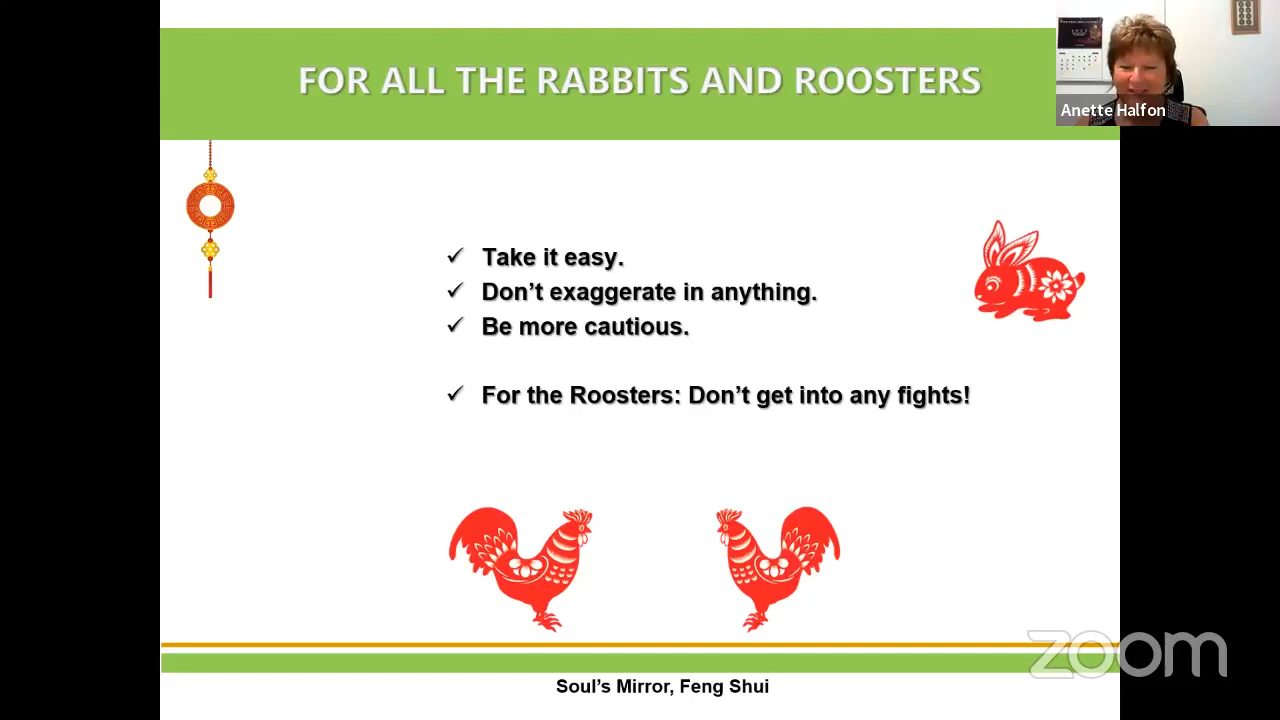 FOR ALL THE RABBITS AND ROOSTERS
Anette Halfon
✓ Take it easy.
✓ Don't exaggerate in anything.
✓ Be more cautious.
✓ For the Roosters: Don't get into any fights!
zoom
Soul's Mirror, Feng Shui